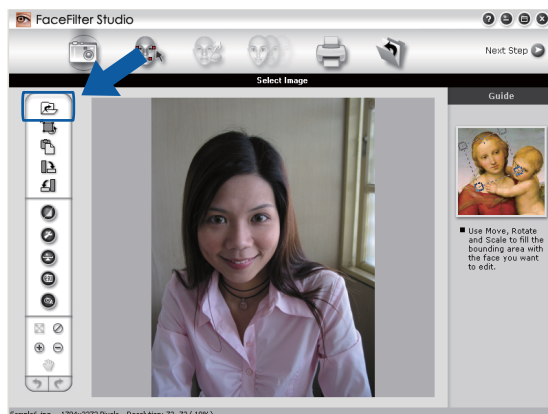 FaceFilter Studio
Next Step
Select Image
Guide
Use Move, Rotate
and Scale to fill the
bounding area with
the face you want
to edit.